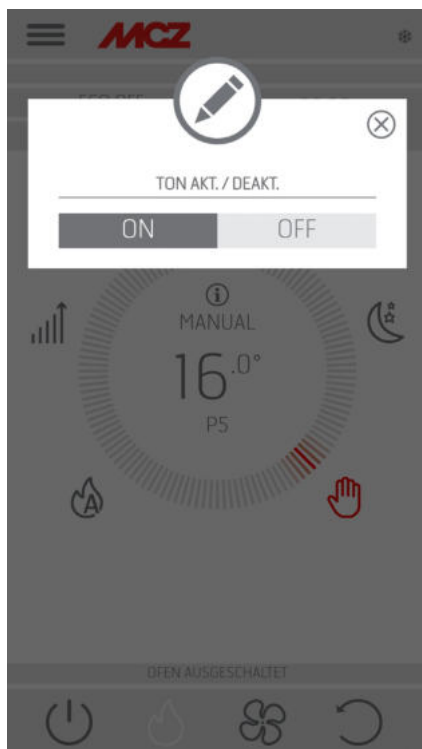 MCZ
TON AKT. / DEAKT.
ON OFF
MANUAL
16.0°
P5
A
OFEN AUSGESCHALTET